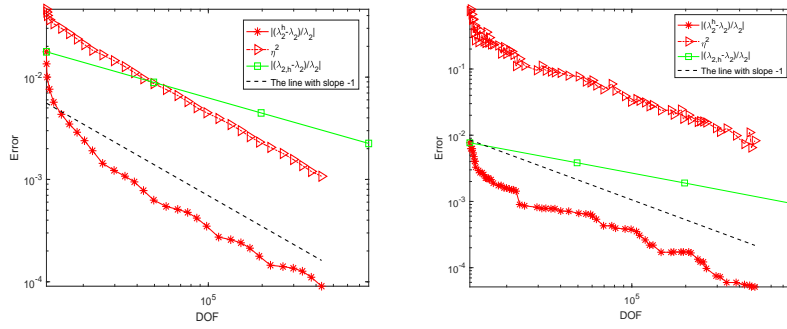 |(λ₂ʰ-λ₂)/λ₂|
η²
|(λ₂,ₕ-λ₂)/λ₂|
The line with slope -1
10⁻²
10⁻³
10⁻⁴
Error
10⁵
DOF
|(λ₂ʰ-λ₂)/λ₂|
η²
|(λ₂,ₕ-λ₂)/λ₂|
The line with slope -1
10⁻¹
10⁻²
10⁻³
10⁻⁴
Error
10⁵
DOF